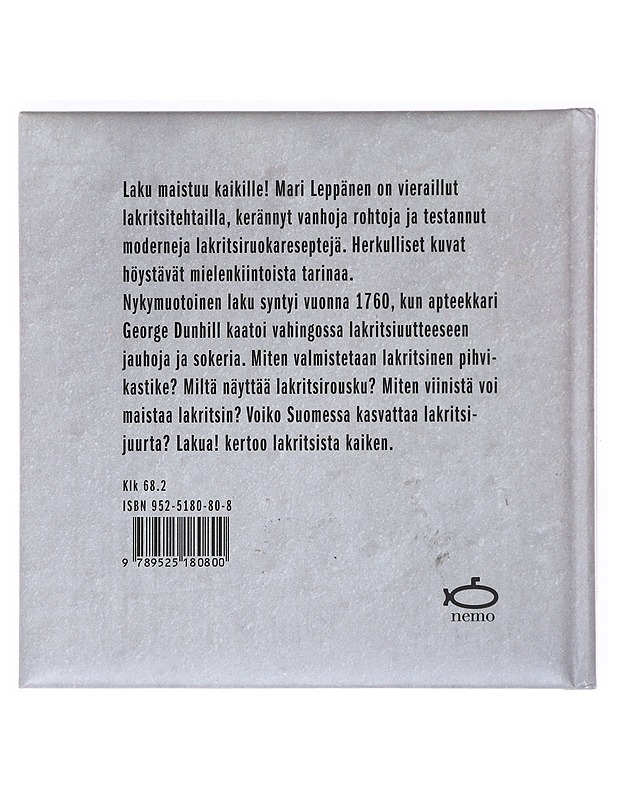 Laku maistuu kaikille! Mari Leppänen on vieraillut
lakritsitehtailla, kerännyt vanhoja rohtoja ja testannut
moderneja lakritsiruokareseptejä. Herkulliset kuvat
höystävät mielenkiintoista tarinaa.
Nykymuotoinen laku syntyi vuonna 1760, kun apteekkari
George Dunhill kaatoi vahingossa lakritsiuutteeseen
jauhoja ja sokeria. Miten valmistetaan lakritsinen pihvi-
kastike? Miltä näyttää lakritsirousku? Miten viinistä voi
maistaa lakritsin? Voiko Suomessa kasvattaa lakritsi-
juurta? Lakua! kertoo lakritsista kaiken.
Klk 68.2
ISBN 952-5180-80-8
9 789525 180800
nemo